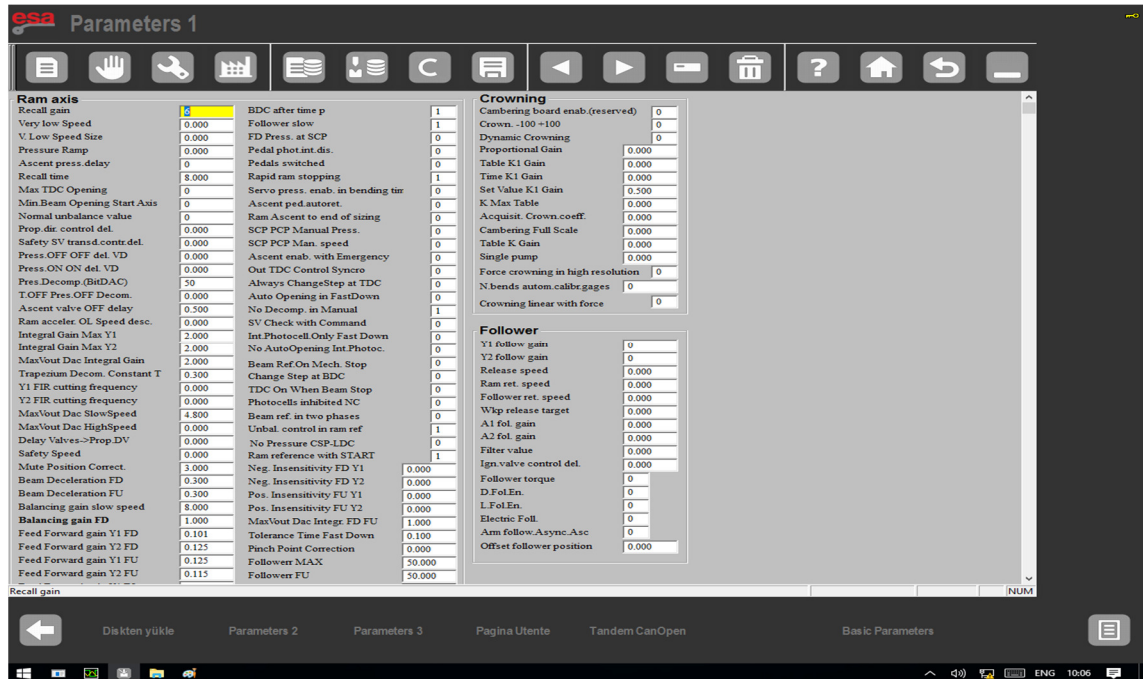 esa Parameters 1
Ram axis
Recall gain 6
Very low Speed 0.000
V. Low Speed Size 0.000
Pressure Ramp 0.000
Ascent press.delay 0
Recall time 8.000
Max TDC Opening 0
Min.Beam Opening Start Axis 0
Normal unbalance value 0
Prop.dir. control del. 0.000
Safety SV transd.contr.del. 0.000
Press.OFF OFF del. VD 0.000
Press.ON ON del. VD 0.000
Pres.Decomp.(BitDAC) 50
T.OFF Pres.OFF Decom. 0.000
Ascent valve OFF delay 0.500
Ram acceler. OL Speed desc. 0.000
Integral Gain Max Y1 2.000
Integral Gain Max Y2 2.000
MaxVout Dac Integral Gain 2.000
Trapezium Decom. Constant T 0.300
Y1 FIR cutting frequency 0.000
Y2 FIR cutting frequency 0.000
MaxVout Dac SlowSpeed 4.800
MaxVout Dac HighSpeed 0.000
Delay Valves->Prop.DV 0.000
Safety Speed 0.000
Mute Position Correct. 3.000
Beam Deceleration FD 0.300
Beam Deceleration FU 0.300
Balancing gain slow speed 8.000
Balancing gain FD 1.000
Feed Forward gain Y1 FD 0.101
Feed Forward gain Y2 FD 0.125
Feed Forward gain Y1 FU 0.125
Feed Forward gain Y2 FU 0.115
BDC after time p 1
Follower slow 1
FD Press. at SCP 0
Pedal phot.int.dis. 0
Pedals switched 0
Rapid ram stopping 1
Servo press. enab. in bending tim 0
Ascent ped.autoret. 0
Ram Ascent to end of sizing 0
SCP PCP Manual Press. 0
SCP PCP Man. speed 0
Ascent enab. with Emergency 0
Out TDC Control Syncro 0
Always ChangeStep at TDC 0
Auto Opening in FastDown 0
No Decomp. in Manual 1
SV Check with Command 0
Int.Photocell.Only Fast Down 0
No AutoOpening Int.Photoc. 0
Beam Ref.On Mech. Stop 0
Change Step at BDC 0
TDC On When Beam Stop 0
Photocells inhibited NC 0
Beam ref. in two phases 0
Unbal. control in ram ref 1
No Pressure CSP-LDC 0
Ram reference with START 1
Neg. Insensitivity FD Y1 0.000
Neg. Insensitivity FD Y2 0.000
Pos. Insensitivity FU Y1 0.000
Pos. Insensitivity FU Y2 0.000
MaxVout Dac Integr. FD FU 1.000
Tolerance Time Fast Down 0.100
Pinch Point Correction 0.000
Followerr MAX 50.000
Followerr FU 50.000
Crowning
Cambering board enab.(reserved) 0
Crown. -100 +100 0
Dynamic Crowning 0
Proportional Gain 0.000
Table K1 Gain 0.000
Time K1 Gain 0.000
Set Value K1 Gain 0.500
K Max Table 0.000
Acquisit. Crown.coeff. 0.000
Cambering Full Scale 0.000
Table K Gain 0.000
Single pump 0.000
Force crowning in high resolution 0
N.bends autom.calibr.gages 0
Crowning linear with force 0
Follower
Y1 follow gain 0
Y2 follow gain 0
Release speed 0.000
Ram ret. speed 0.000
Follower ret. speed 0.000
Wkp release target 0.000
A1 fol. gain 0.000
A2 fol. gain 0.000
Filter value 0.000
Ign.valve control del. 0.000
Follower torque 0
D.Fol.En. 0
L.Fol.En. 0
Electric Foll. 0
Arm follow.Async.Asc 0
Offset follower position 0.000
Recall gain NUM
Diskten yükle Parameters 2 Parameters 3 Pagina Utente Tandem CanOpen Basic Parameters
ENG 10:06